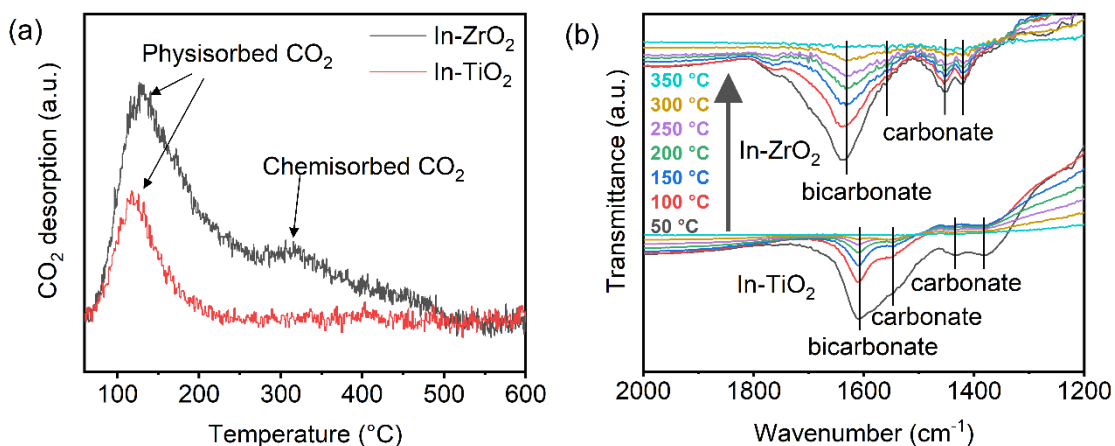 (a)
Physisorbed CO₂
In-ZrO₂
In-TiO₂
Chemisorbed CO₂
CO₂ desorption (a.u.)
100 200 300 400 500 600
Temperature (°C)
(b)
350 °C
300 °C
250 °C
200 °C
150 °C
100 °C
50 °C
In-ZrO₂
carbonate
bicarbonate
In-TiO₂
carbonate
carbonate
bicarbonate
Transmittance (a.u.)
2000 1800 1600 1400 1200
Wavenumber (cm⁻¹)